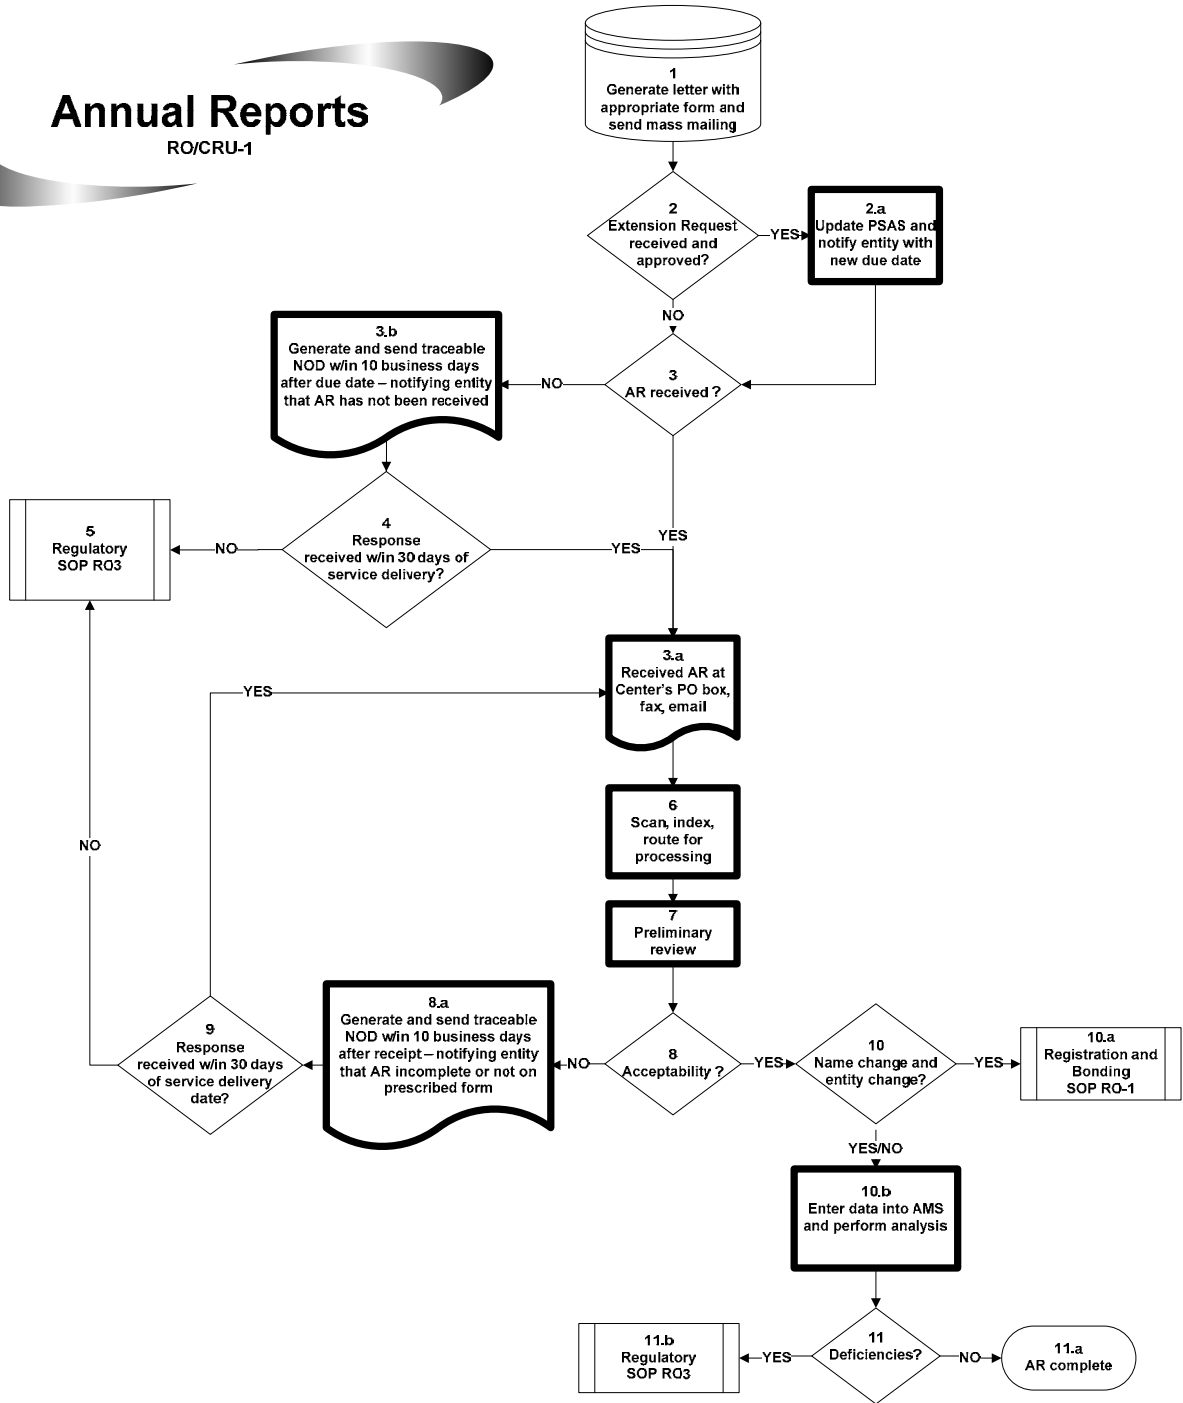 Annual Reports
RO/CRU-1
1
Generate letter with
appropriate form and
send mass mailing
2
Extension Request
received and
approved?
YES
2.a
Update PSAS and
notify entity with
new due date
NO
3.b
Generate and send traceable
NOD w/in 10 business days
after due date – notifying entity
that AR has not been received
NO
3
AR received ?
YES
4
Response
received w/in 30 days of
service delivery?
NO
YES
5
Regulatory
SOP RO3
3.a
Received AR at
Center's PO box,
fax, email
YES
6
Scan, index,
route for
processing
NO
7
Preliminary
review
8.a
Generate and send traceable
NOD w/in 10 business days
after receipt – notifying entity
that AR incomplete or not on
prescribed form
9
Response
received w/in 30 days
of service delivery
date?
NO
8
Acceptability ?
YES
10
Name change and
entity change?
YES
10.a
Registration and
Bonding
SOP RO-1
YES/NO
10.b
Enter data into AMS
and perform analysis
11
Deficiencies?
YES
11.b
Regulatory
SOP RO3
NO
11.a
AR complete